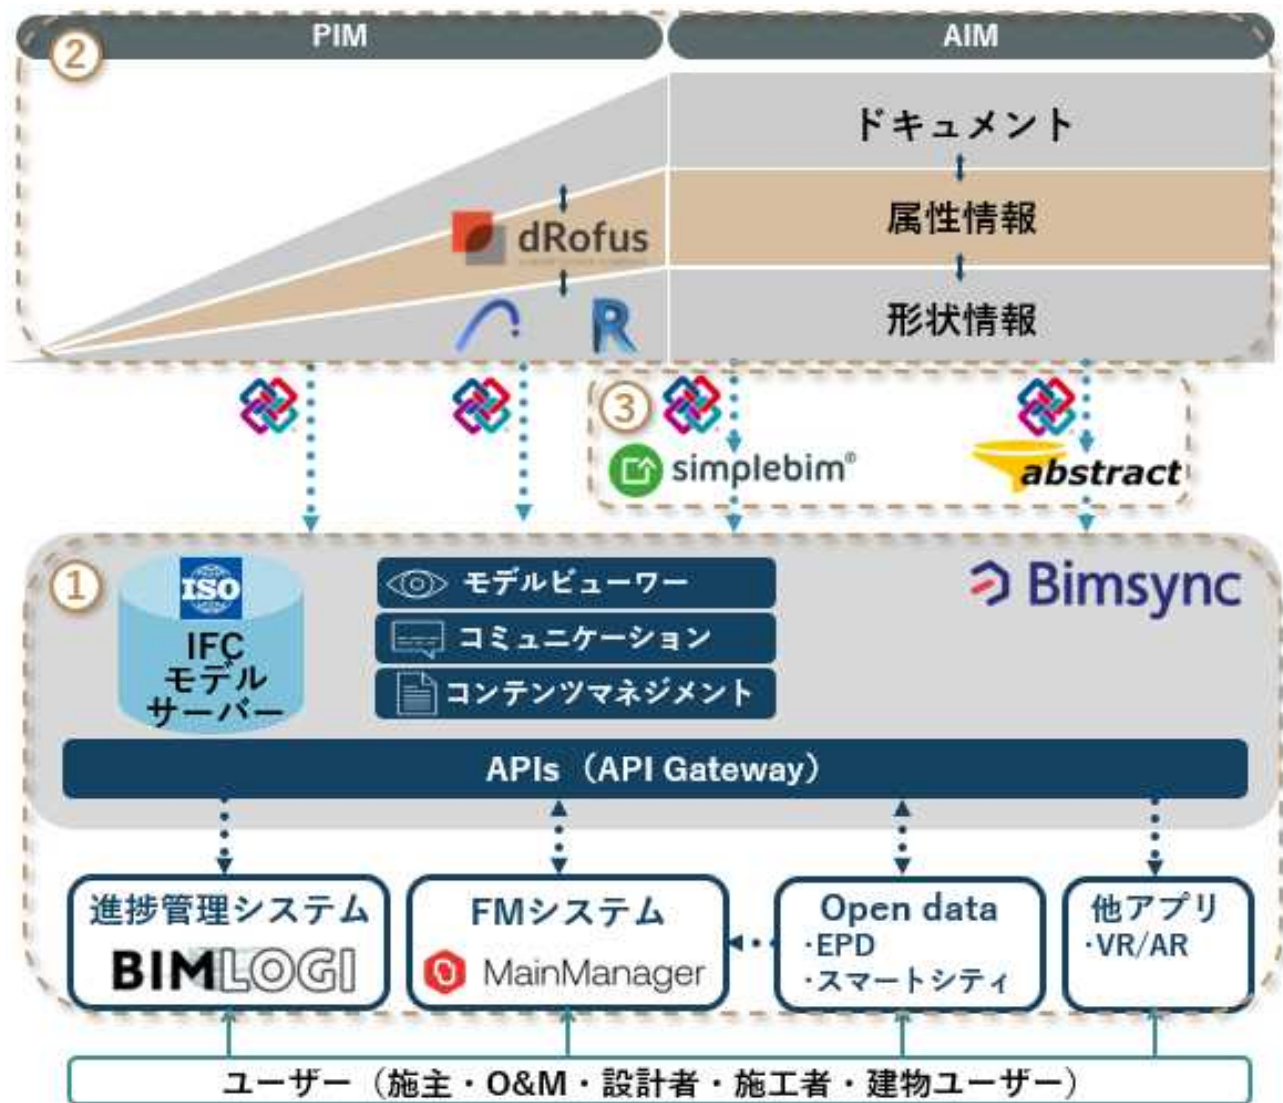 PIM
AIM
②
ドキュメント
属性情報
dRofus
形状情報
R
③
simplebim®
abstract
①
ISO
IFC
モデル
サーバー
モデルビューワー
コミュニケーション
コンテンツマネジメント
Bimsync
APIs（API Gateway）
進捗管理システム
BIMLOGI
FMシステム
MainManager
Open data
·EPD
·スマートシティ
他アプリ
·VR/AR
ユーザー（施主・O&M・設計者・施工者・建物ユーザー）